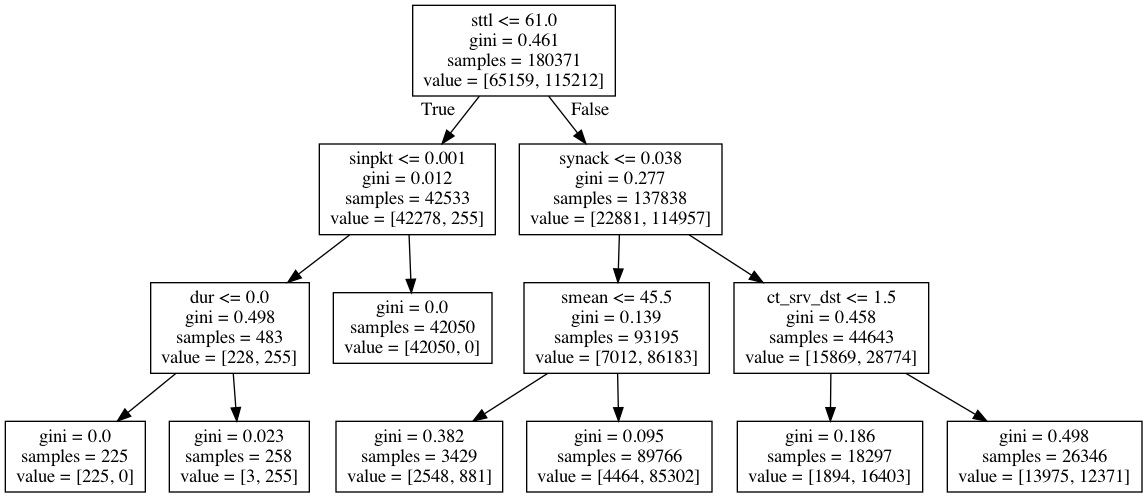 sttl <= 61.0
gini = 0.461
samples = 180371
value = [65159, 115212]
True
False
sinpkt <= 0.001
gini = 0.012
samples = 42533
value = [42278, 255]
synack <= 0.038
gini = 0.277
samples = 137838
value = [22881, 114957]
dur <= 0.0
gini = 0.498
samples = 483
value = [228, 255]
gini = 0.0
samples = 42050
value = [42050, 0]
smean <= 45.5
gini = 0.139
samples = 93195
value = [7012, 86183]
ct_srv_dst <= 1.5
gini = 0.458
samples = 44643
value = [15869, 28774]
gini = 0.0
samples = 225
value = [225, 0]
gini = 0.023
samples = 258
value = [3, 255]
gini = 0.382
samples = 3429
value = [2548, 881]
gini = 0.095
samples = 89766
value = [4464, 85302]
gini = 0.186
samples = 18297
value = [1894, 16403]
gini = 0.498
samples = 26346
value = [13975, 12371]